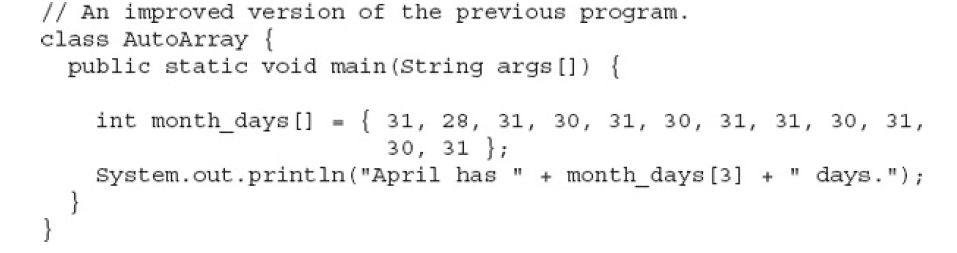 // An improved version of the previous program.
class AutoArray {
public static void main(String args[]) {
int month_days[] = { 31, 28, 31, 30, 31, 30, 31, 31, 30, 31,
30, 31 };
System.out.println("April has " + month_days[3] + " days.");
}
}